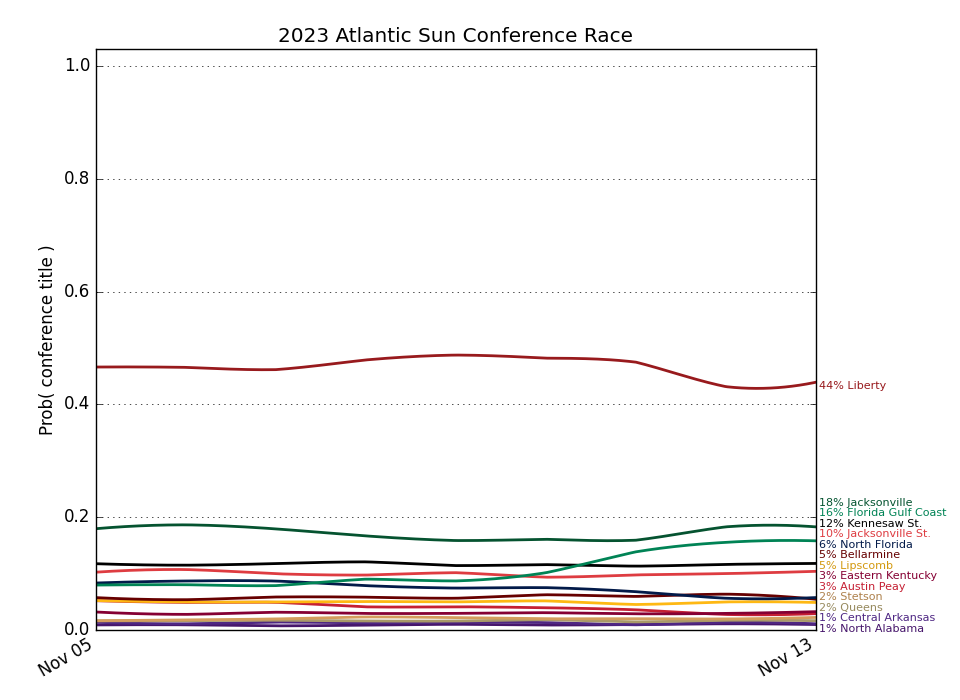 2023 Atlantic Sun Conference Race
Prob( conference title )
1.0
0.8
0.6
0.4
0.2
0.0
Nov 05
Nov 13
44% Liberty
18% Jacksonville
16% Florida Gulf Coast
12% Kennesaw St.
10% Jacksonville St.
6% North Florida
5% Bellarmine
5% Lipscomb
3% Eastern Kentucky
3% Austin Peay
2% Stetson
2% Queens
1% Central Arkansas
1% North Alabama